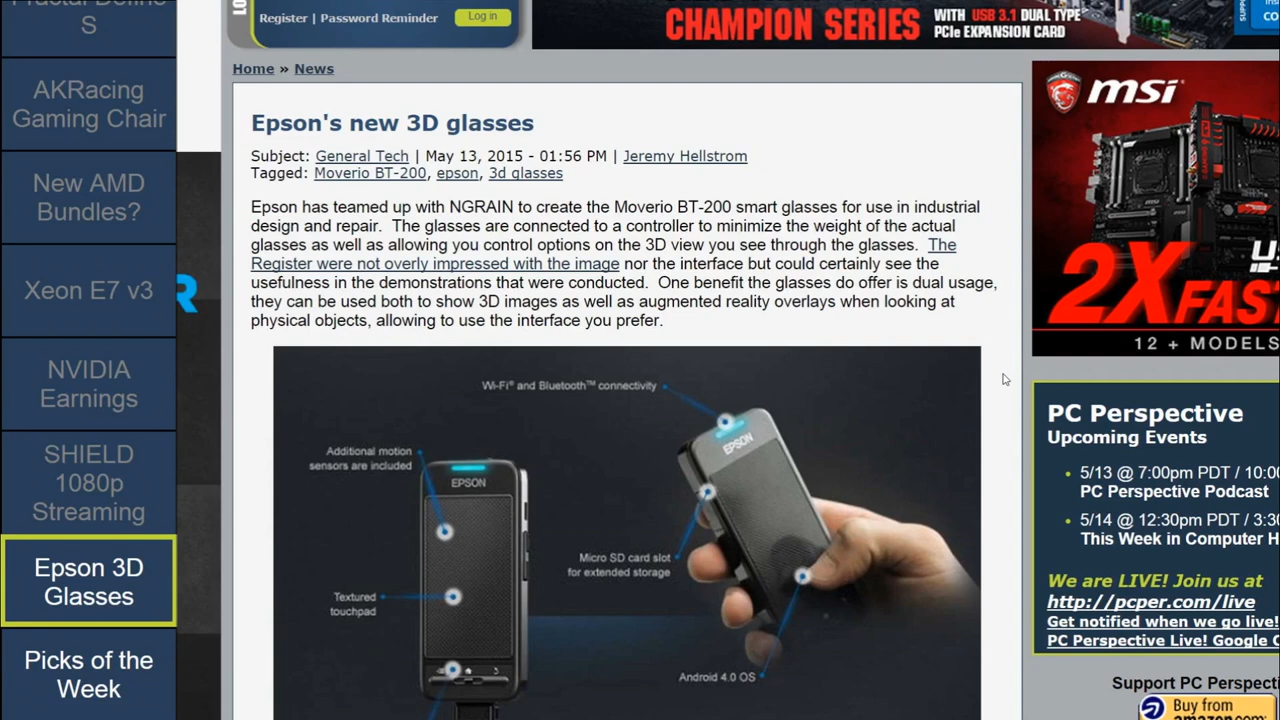 Fractal Define
S
AKRacing
Gaming Chair
New AMD
Bundles?
Xeon E7 v3
NVIDIA
Earnings
SHIELD
1080p
Streaming
Epson 3D
Glasses
Picks of the
Week
Register | Password Reminder
Log in
CHAMPION SERIES
WITH USB 3.1 DUAL TYPE
PCIe EXPANSION CARD
Home » News
Epson's new 3D glasses
Subject: General Tech | May 13, 2015 - 01:56 PM | Jeremy Hellstrom
Tagged: Moverio BT-200, epson, 3d glasses
Epson has teamed up with NGRAIN to create the Moverio BT-200 smart glasses for use in industrial
design and repair. The glasses are connected to a controller to minimize the weight of the actual
glasses as well as allowing you control options on the 3D view you see through the glasses. The
Register were not overly impressed with the image nor the interface but could certainly see the
usefulness in the demonstrations that were conducted. One benefit the glasses do offer is dual usage,
they can be used both to show 3D images as well as augmented reality overlays when looking at
physical objects, allowing to use the interface you prefer.
Wi-Fi® and Bluetooth™ connectivity
Additional motion
sensors are included
EPSON
EPSON
Micro SD card slot
for extended storage
Textured
touchpad
Android 4.0 OS
msi
2X FAS
12 + MODELS
PC Perspective
Upcoming Events
5/13 @ 7:00pm PDT / 10:00
PC Perspective Podcast
5/14 @ 12:30pm PDT / 3:30
This Week in Computer H
We are LIVE! Join us at
http://pcper.com/live
Get notified when we go live!
PC Perspective Live! Google C
Support PC Perspecti
Buy from
amazon.com